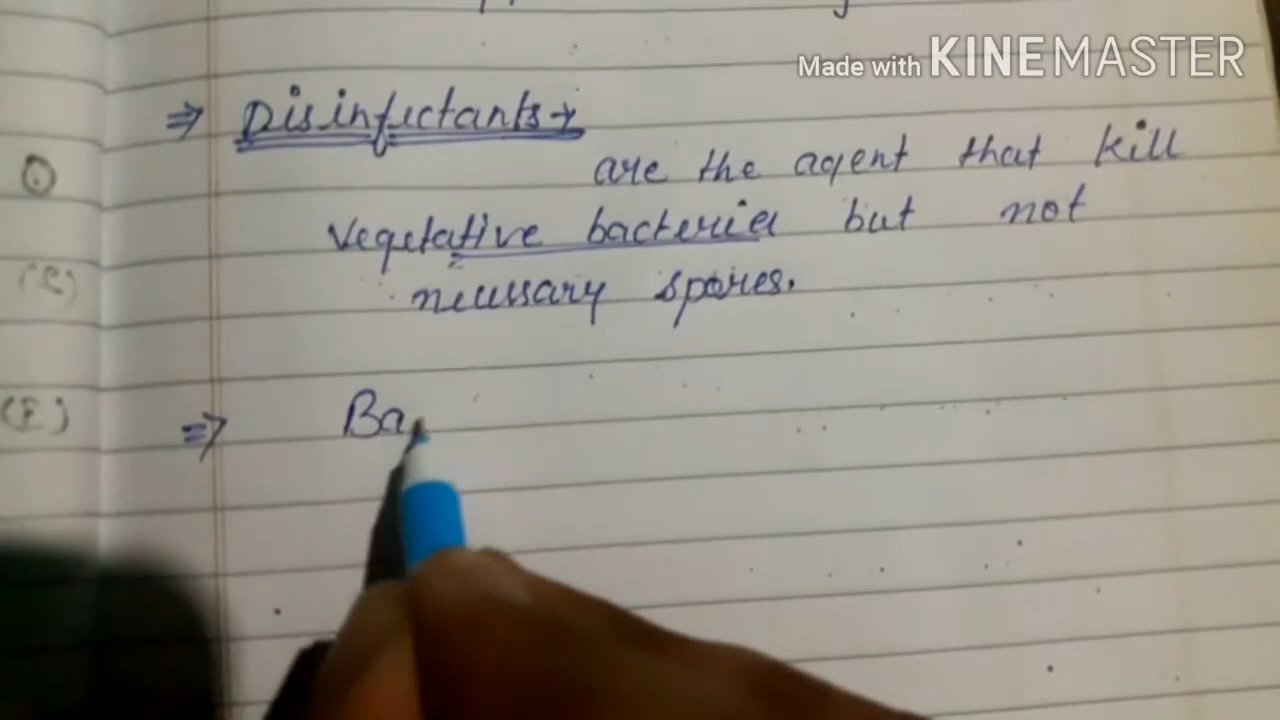 Made with KINEMASTER
⇒ Disinfectants →
are the agent that kill
Vegetative bacteria but not
necessary spores.
(E)
⇒ Ba